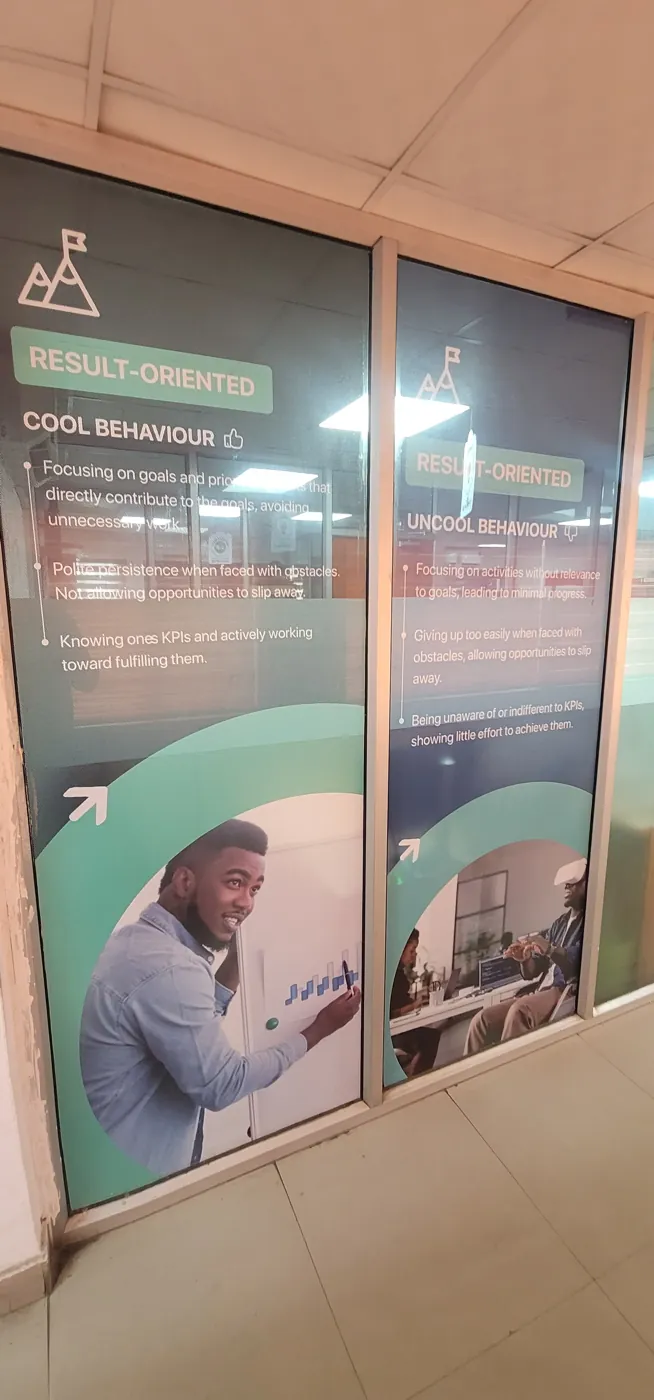 RESULT-ORIENTED
COOL BEHAVIOUR
Focusing on goals and that
directly contribute to the goals, avoiding
unnecessary work.
Polite persistence when faced with obstacles.
Not allowing opportunities to slip away.
Knowing ones KPIs and actively working
toward fulfilling them.
RESULT-ORIENTED
UNCOOL BEHAVIOUR
Focusing on activities without relevance
to goals, leading to minimal progress.
Giving up too easily when faced with
obstacles, allowing opportunities to slip
away.
Being unaware of or indifferent to KPIs,
showing little effort to achieve them.